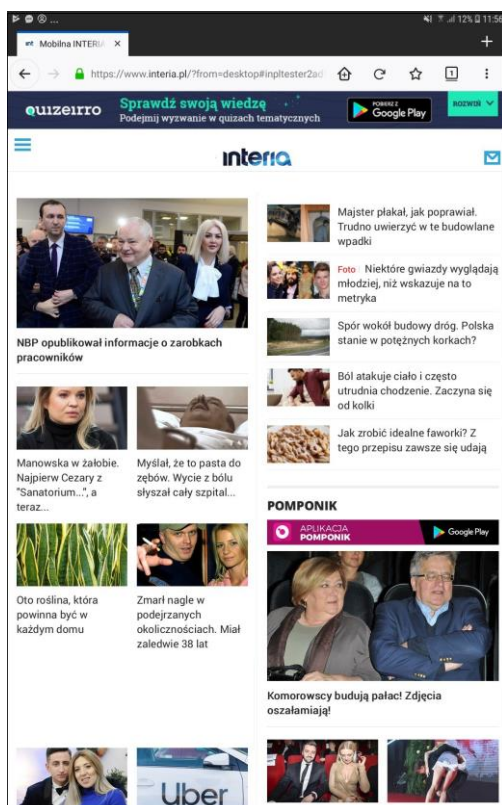 12% 11:56
Mobilna INTERI
https://www.interia.pl/?from=desktop#inpltester2ad
1
QUIZEIRRO
Sprawdź swoją wiedzę
Podejmij wyzwanie w quizach tematycznych
POBIERZ Z
Google Play
ROZWIŃ
interia
NBP opublikował informacje o zarobkach
pracowników
Manowska w żałobie.
Najpierw Cezary z
"Sanatorium...", a
teraz...
Myślał, że to pasta do
zębów. Wycie z bólu
słyszał cały szpital...
Oto roślina, która
powinna być w
każdym domu
Zmarł nagle w
podejrzanych
okolicznościach. Miał
zaledwie 38 lat
Uber
Majster płakał, jak poprawiał.
Trudno uwierzyć w te budowlane
wpadki
Foto Niektóre gwiazdy wyglądają
młodziej, niż wskazuje na to
metryka
Spór wokół budowy dróg. Polska
stanie w potężnych korkach?
Ból atakuje ciało i często
utrudnia chodzenie. Zaczyna się
od kolki
Jak zrobić idealne faworki? Z
tego przepisu zawsze się udają
POMPONIK
APLIKACJA
POMPONIK
Google Play
Komorowscy budują pałac! Zdjęcia
oszałamiają!